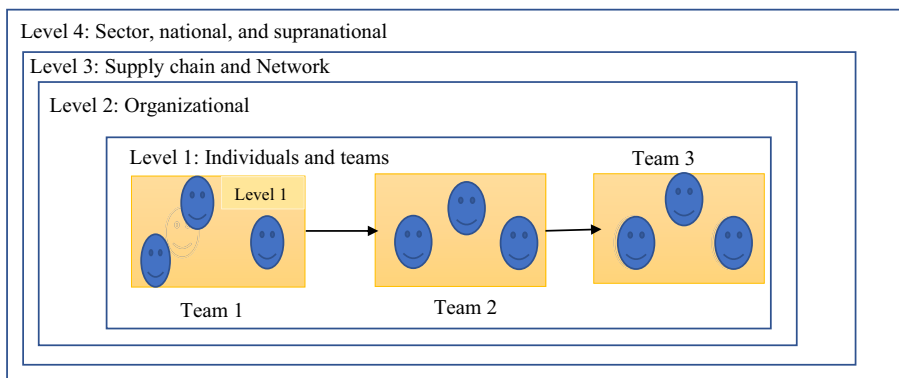 Level 4: Sector, national, and supranational
Level 3: Supply chain and Network
Level 2: Organizational
Level 1: Individuals and teams
Team 3
Level 1
Team 1
Team 2